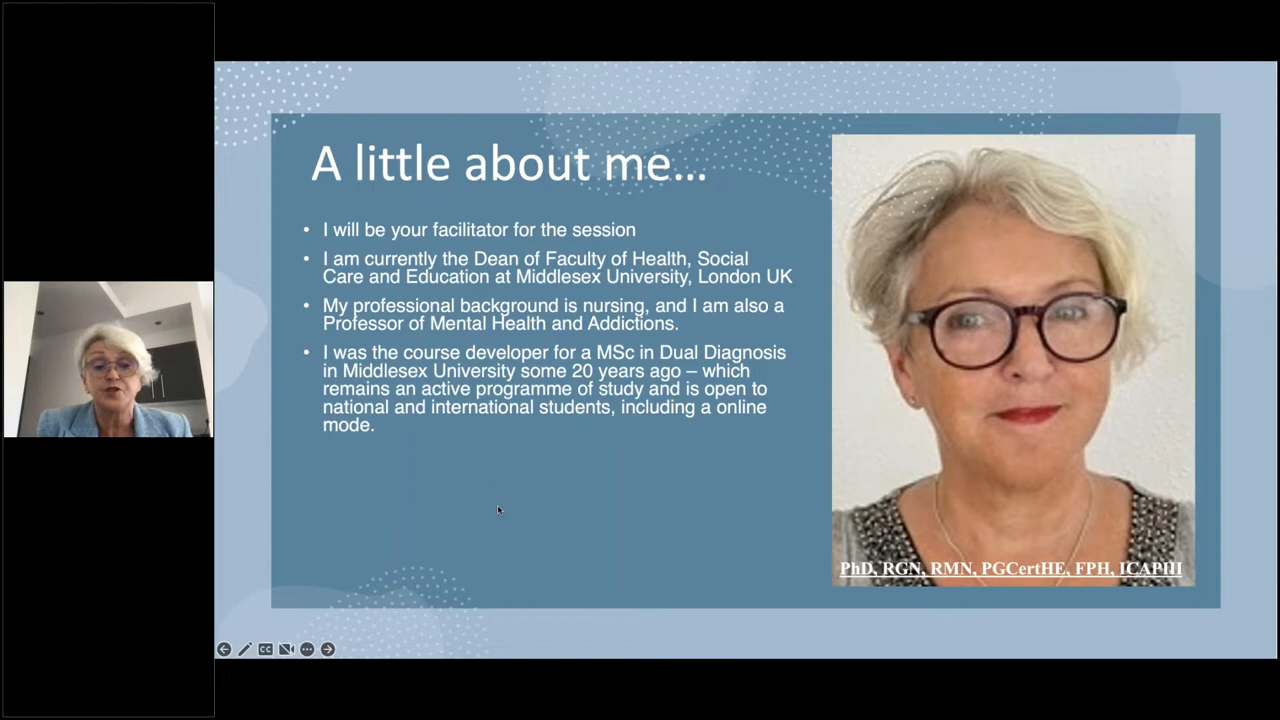 A little about me...
• I will be your facilitator for the session
• I am currently the Dean of Faculty of Health, Social
Care and Education at Middlesex University, London UK
• My professional background is nursing, and I am also a
Professor of Mental Health and Addictions.
• I was the course developer for a MSc in Dual Diagnosis
in Middlesex University some 20 years ago – which
remains an active programme of study and is open to
national and international students, including a online
mode.
PhD, RGN, RMN, PGCertHE, FPH, ICAPIII
CC